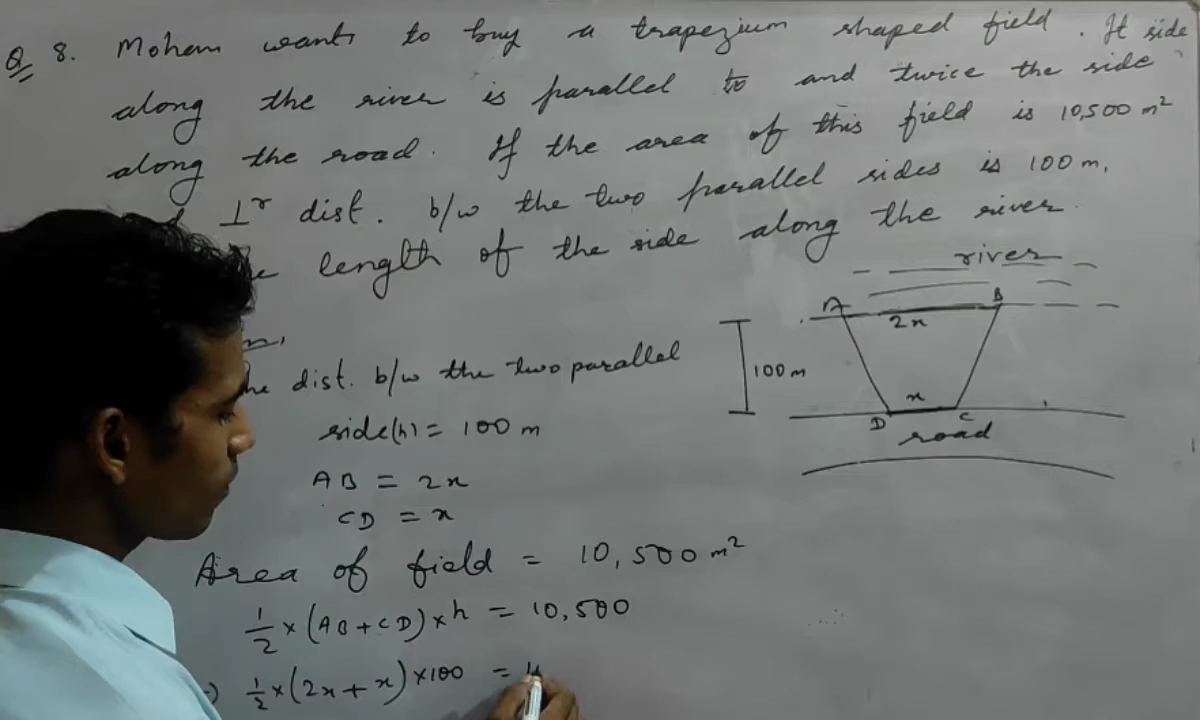 Q 8. Mohan wants to buy a trapezium shaped field. It side
along the river is parallel to and twice the side
along the road. If the area of this field is 10,500 m²
⊥r dist. b/w the two parallel sides is 100 m.
length of the side along the river.
river
A B
2x
100 m
x
D C
road
dist. b/w the two parallel
side(h) = 100 m
AB = 2x
CD = x
Area of field = 10,500 m²
1/2 × (AB + CD) × h = 10,500
1/2 × (2x + x) × 100 =